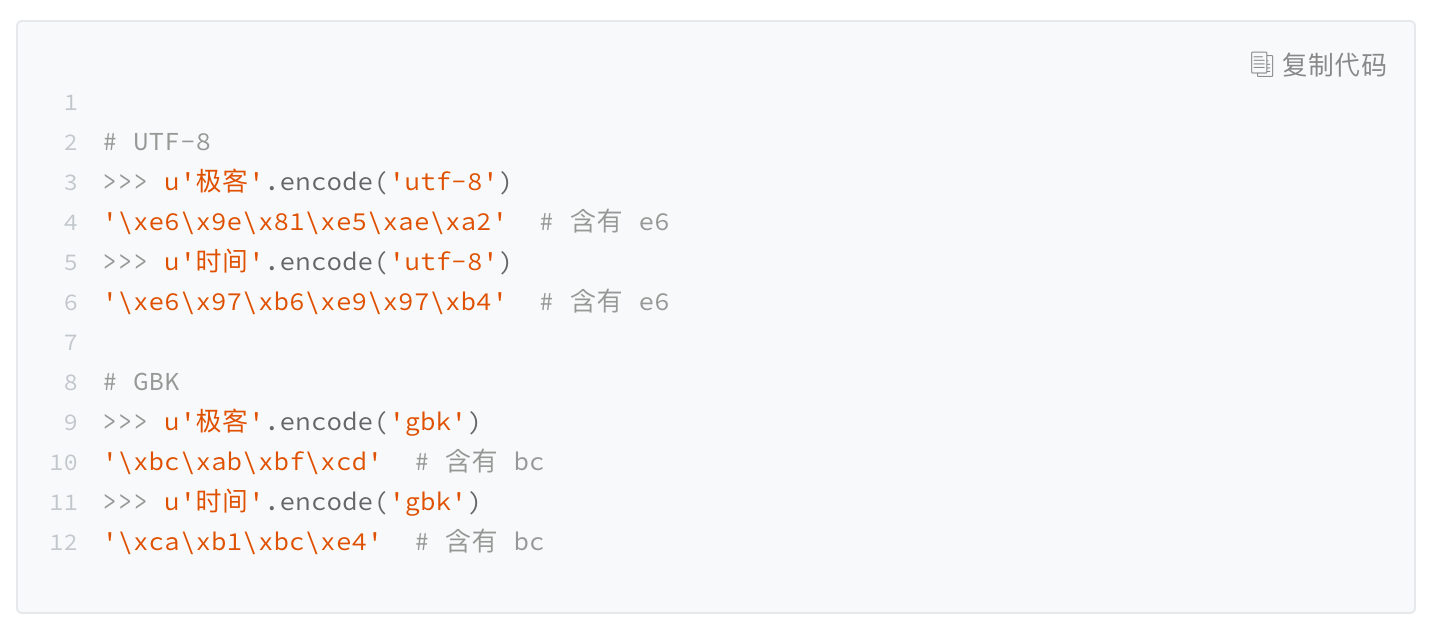 复制代码
1
2 # UTF-8
3 >>> u'极客'.encode('utf-8')
4 '\xe6\x9e\x81\xe5\xae\xa2'  # 含有 e6
5 >>> u'时间'.encode('utf-8')
6 '\xe6\x97\xb6\xe9\x97\xb4'  # 含有 e6
7
8 # GBK
9 >>> u'极客'.encode('gbk')
10 '\xbc\xab\xbf\xcd'  # 含有 bc
11 >>> u'时间'.encode('gbk')
12 '\xca\xb1\xbc\xe4'  # 含有 bc